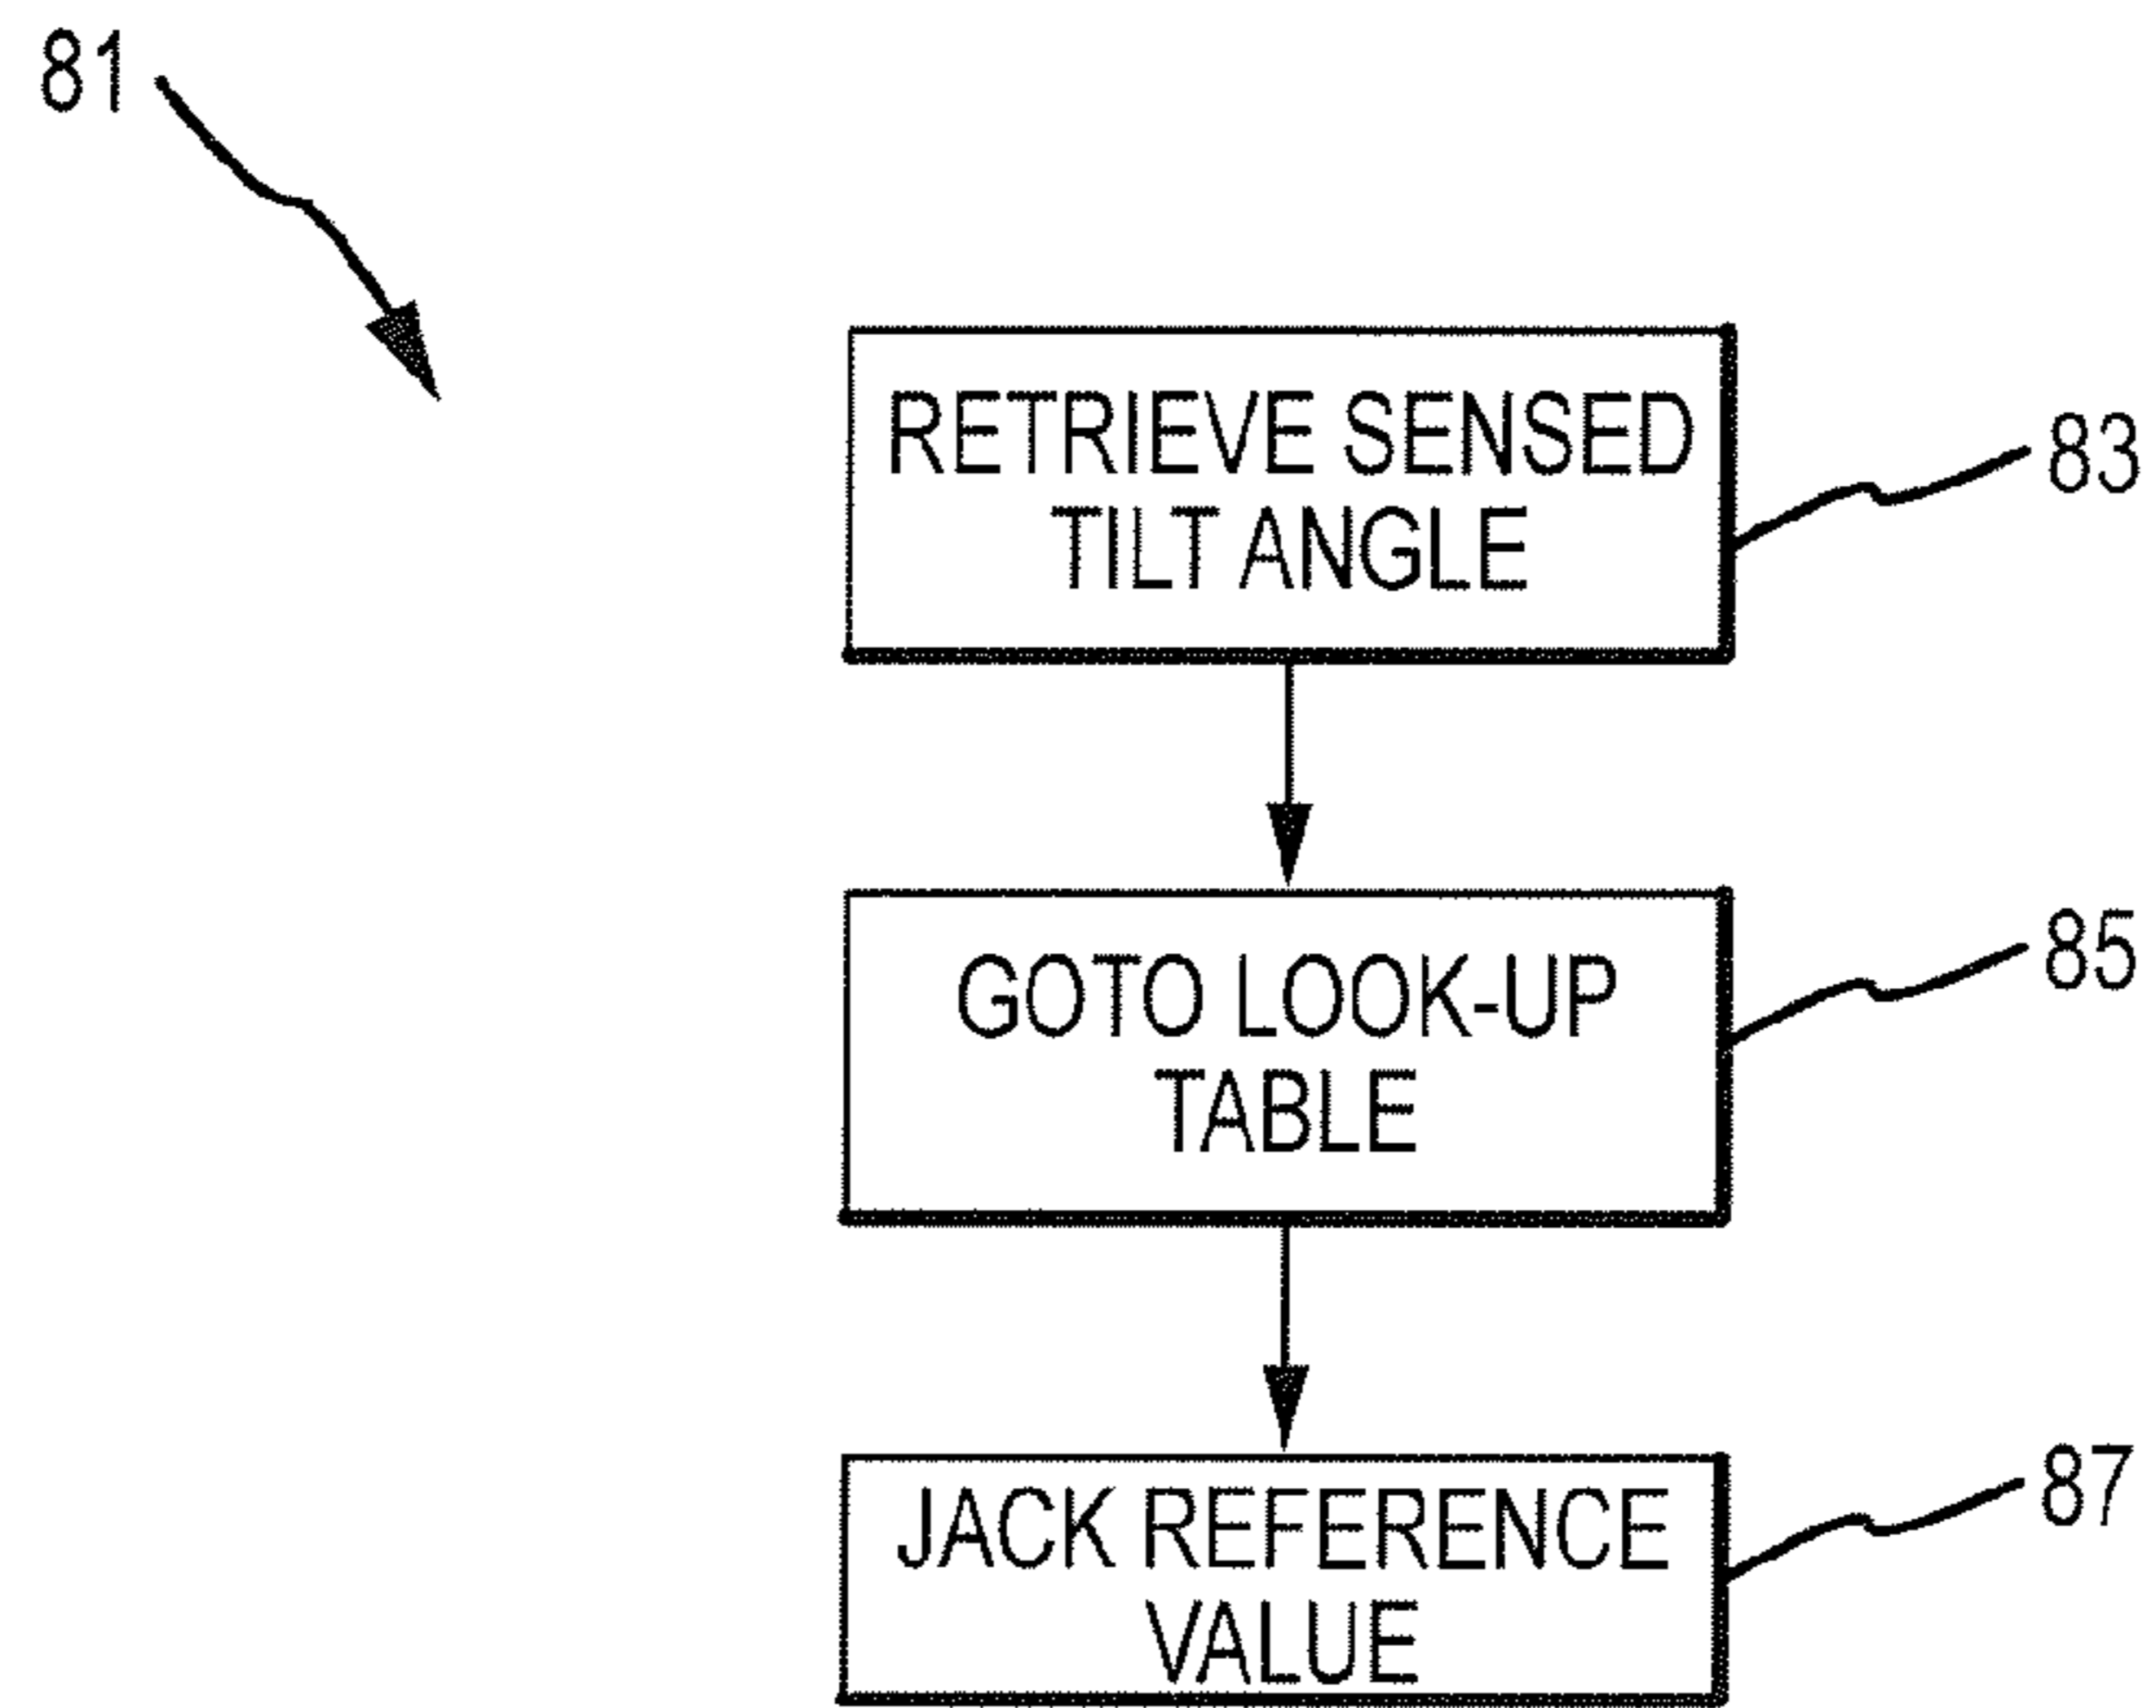 81
RETRIEVE SENSED
TILT ANGLE
83
GOTO LOOK-UP
TABLE
85
JACK REFERENCE
VALUE
87